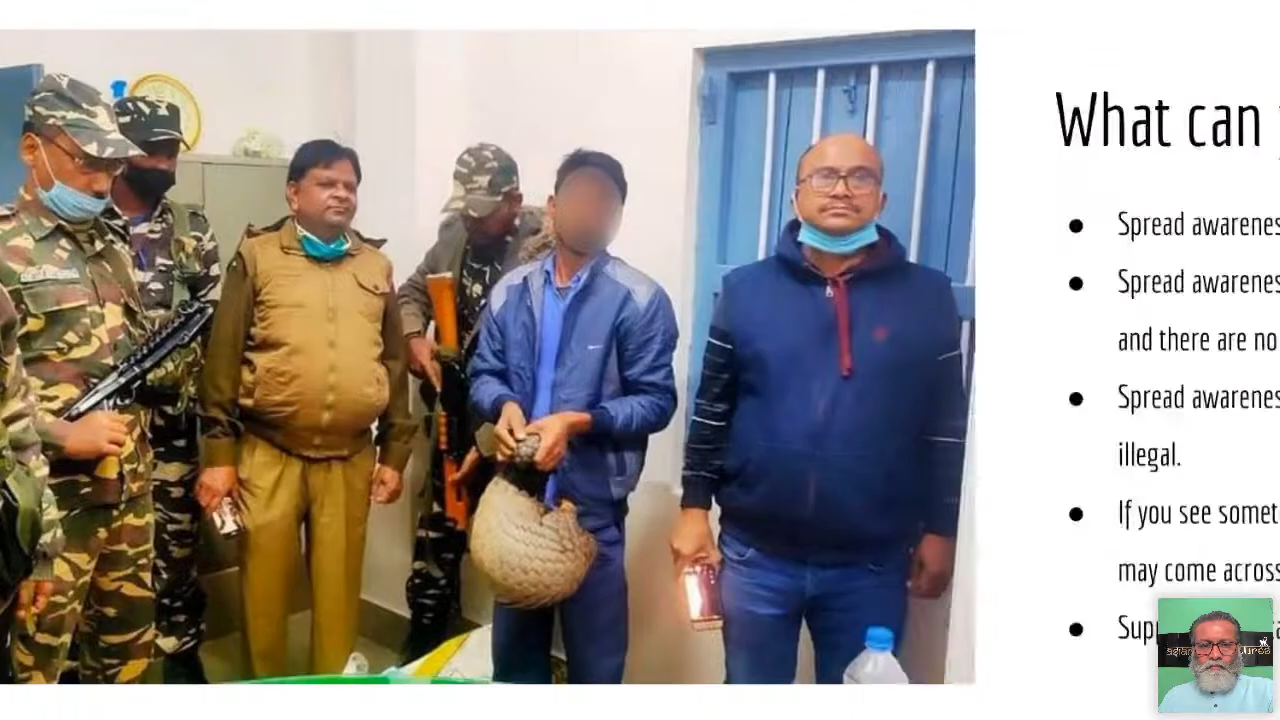 What can
Spread awarenes
Spread awarenes
and there are no
Spread awarenes
illegal.
If you see somet
may come across
Sup
asian